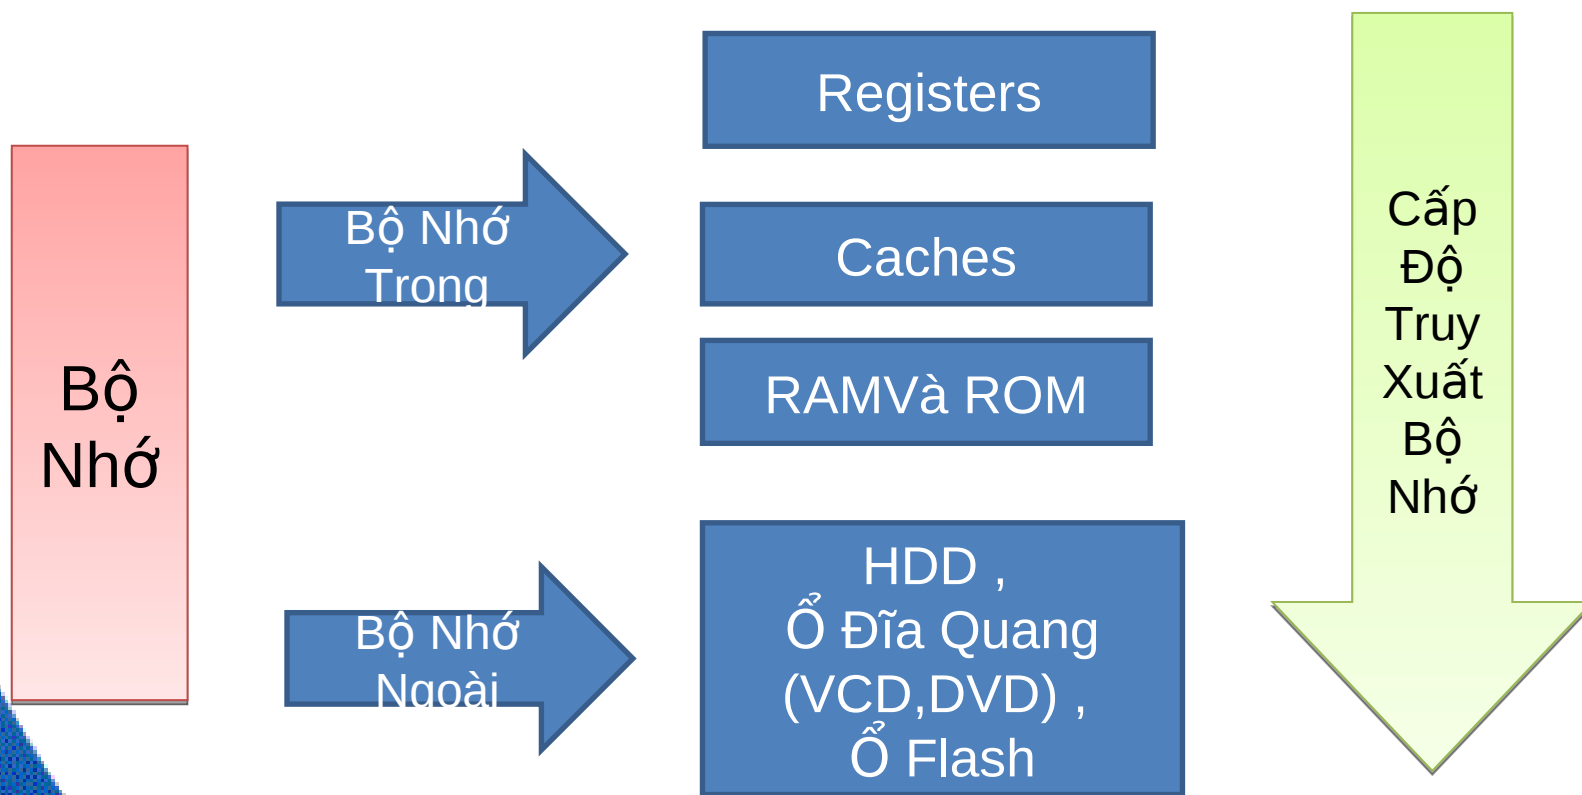 Bộ
Nhớ
Bộ Nhớ
Trong
Registers
Caches
RAMVà ROM
Bộ Nhớ
Ngoài
HDD ,
Ổ Đĩa Quang
(VCD,DVD) ,
Ổ Flash
Cấp
Độ
Truy
Xuất
Bộ
Nhớ